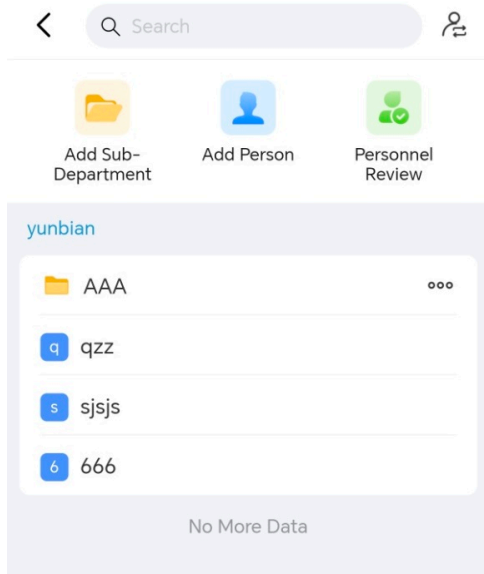 Search
Add Sub-
Department
Add Person
Personnel
Review
yunbian
AAA
q qzz
s sjsjs
6 666
No More Data